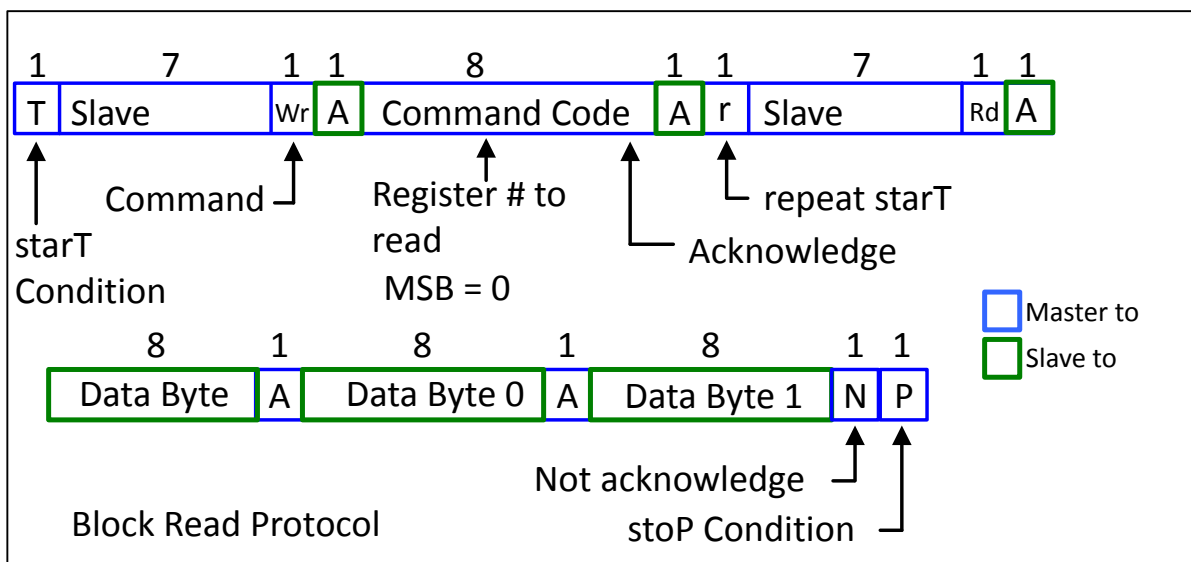 1 7 1 1 8 1 1 7 1 1
T Slave Wr A Command Code A r Slave Rd A
Command
Register # to
read
MSB = 0
repeat starT
Acknowledge
starT
Condition
Master to
Slave to
8 1 8 1 8 1 1
Data Byte A Data Byte 0 A Data Byte 1 N P
Not acknowledge
stoP Condition
Block Read Protocol